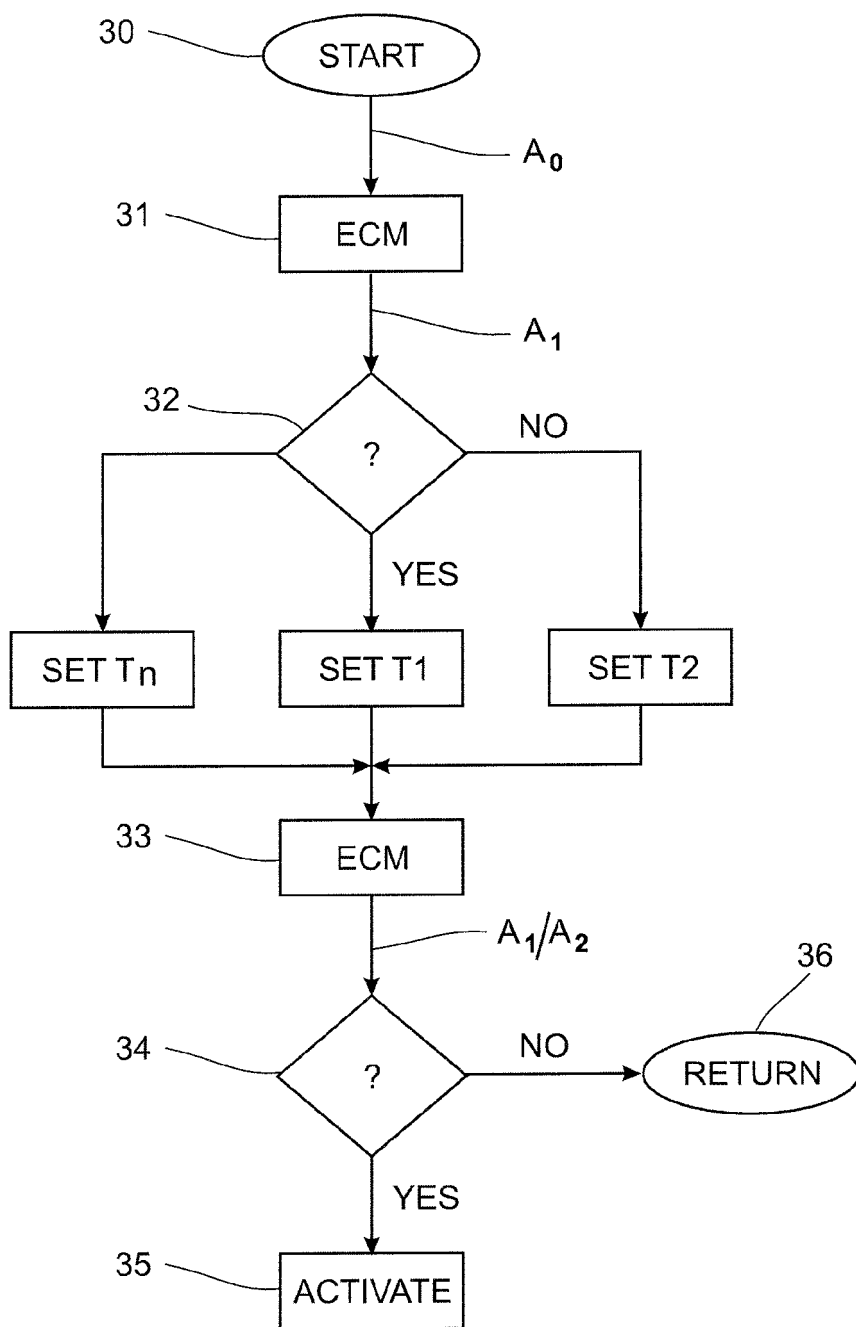 30
START
A₀
31
ECM
A₁
32
?
NO
YES
SET Tₙ
SET T1
SET T2
33
ECM
A₁/A₂
36
34
?
NO
RETURN
YES
35
ACTIVATE